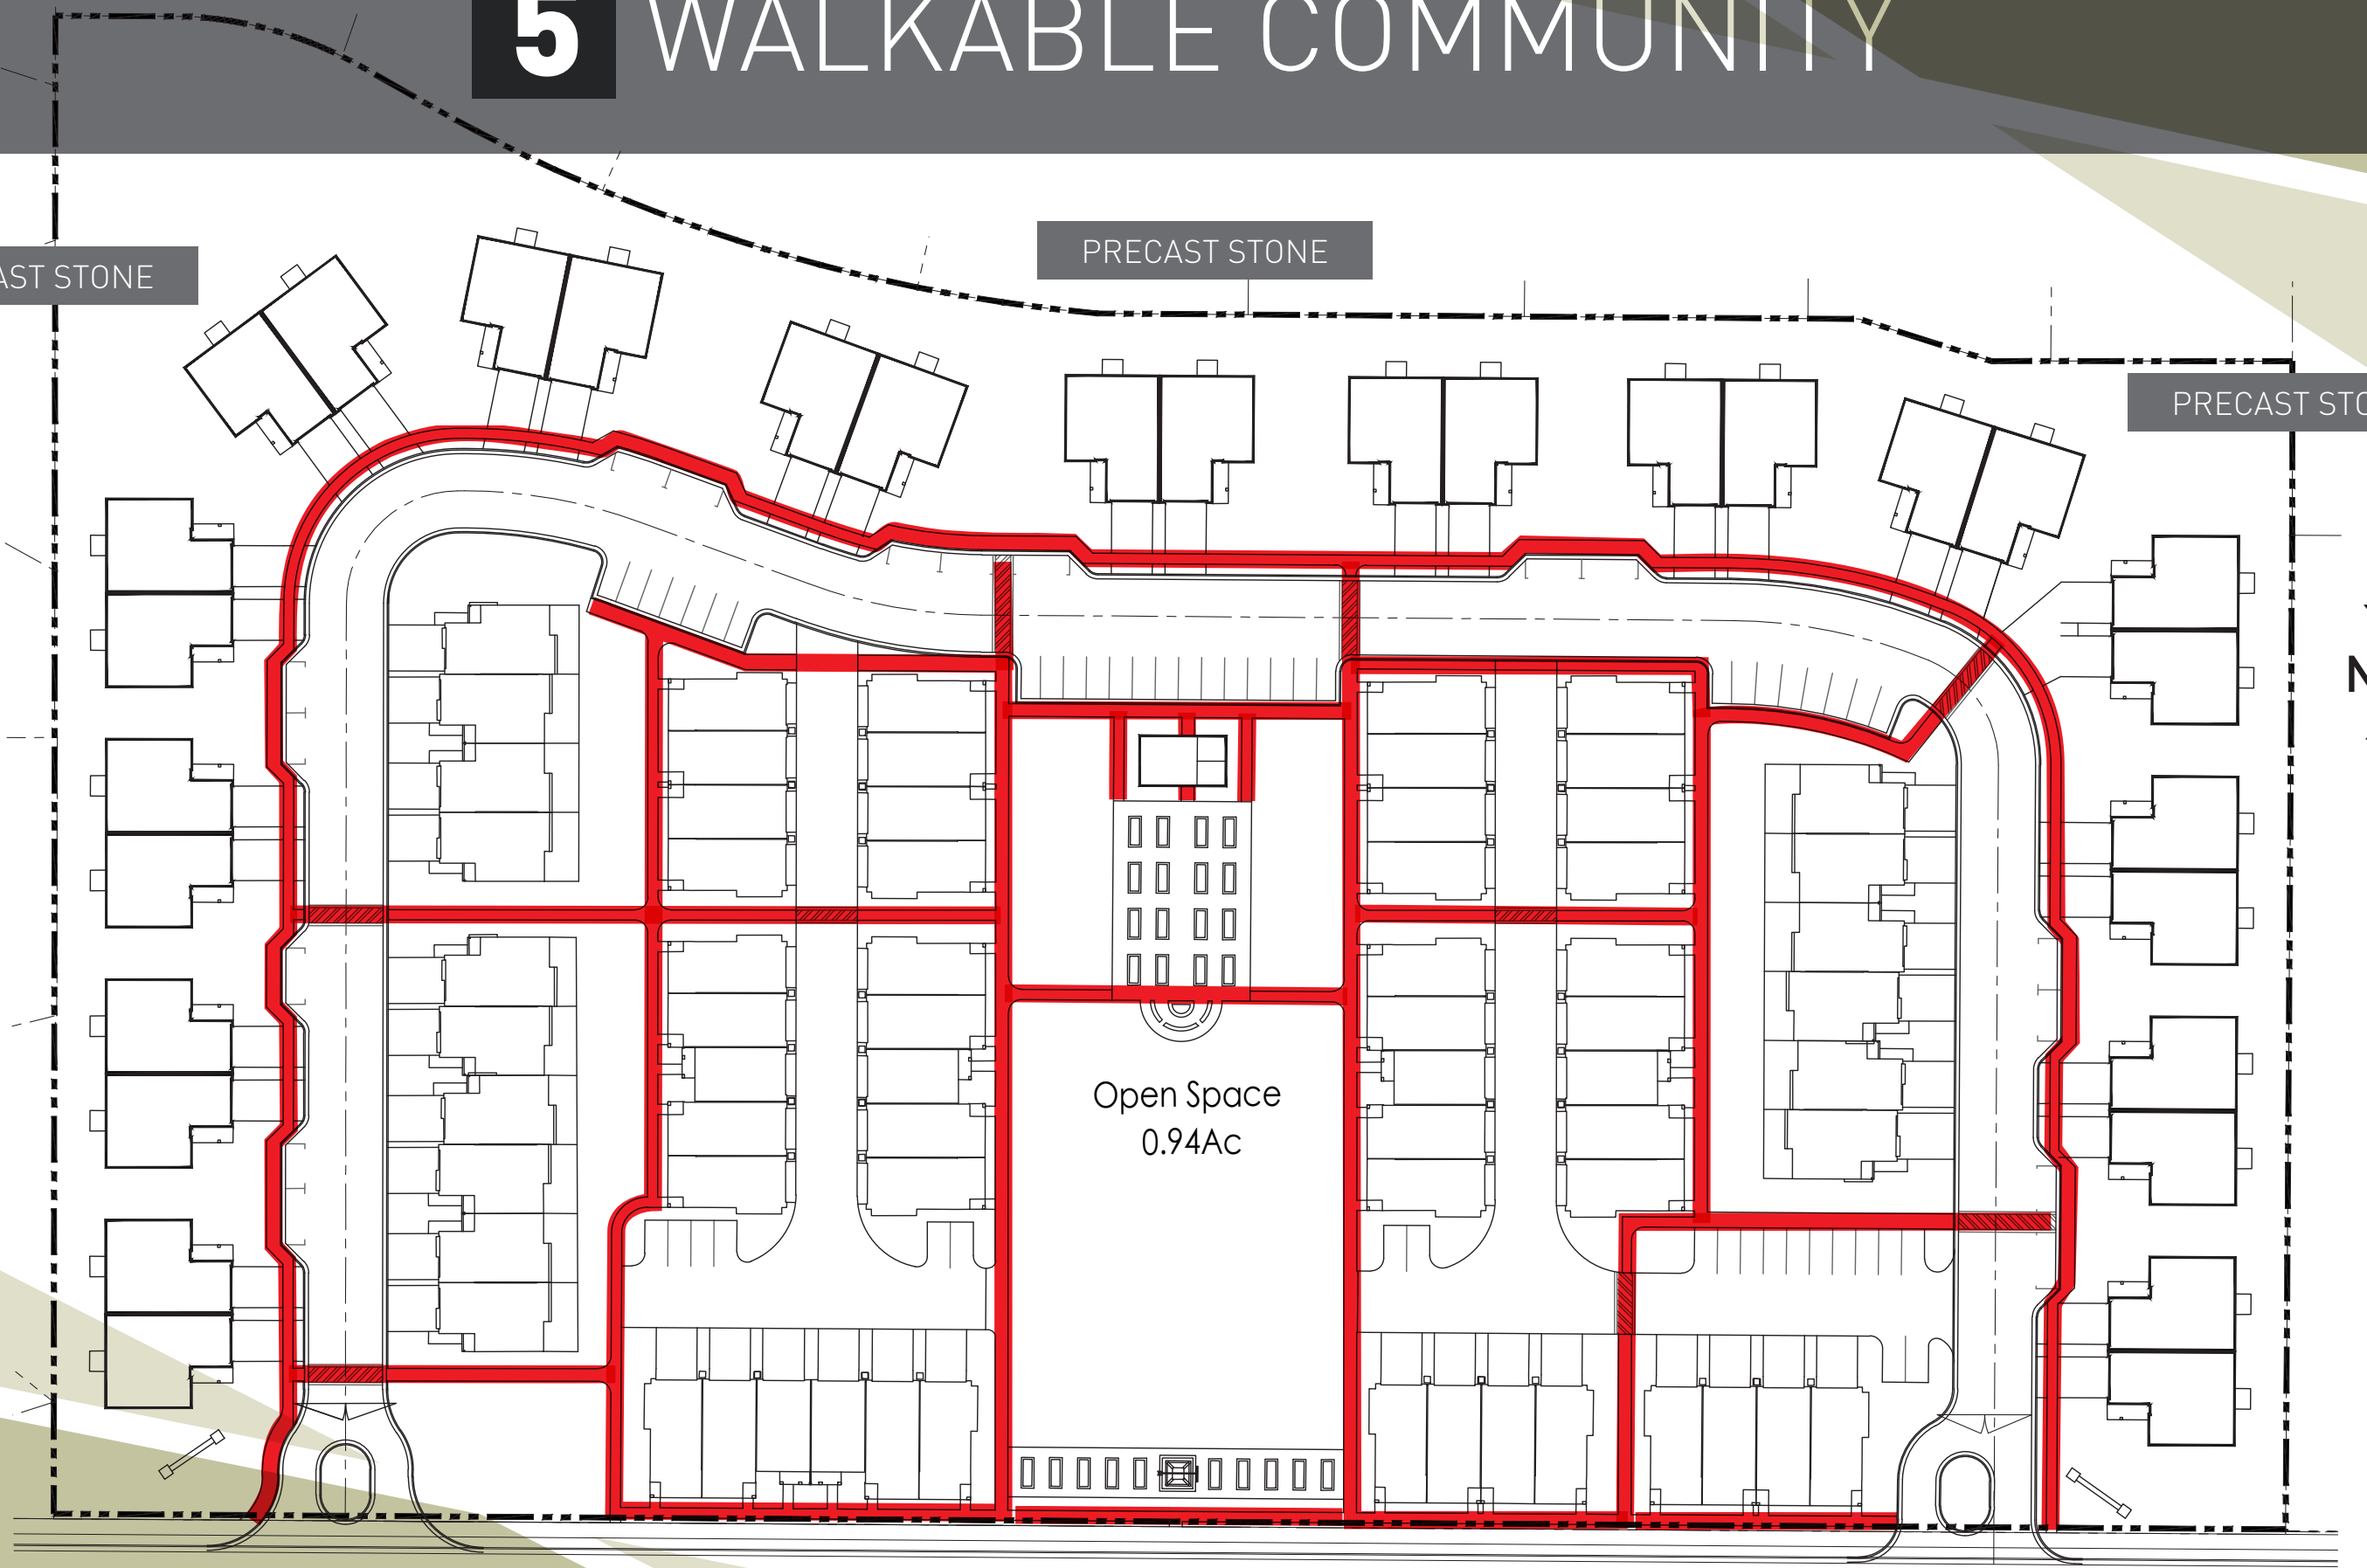 5 WALKABLE COMMUNITY
PRECAST STONE
AST STONE
PRECAST STO
N
Open Space
0.94Ac